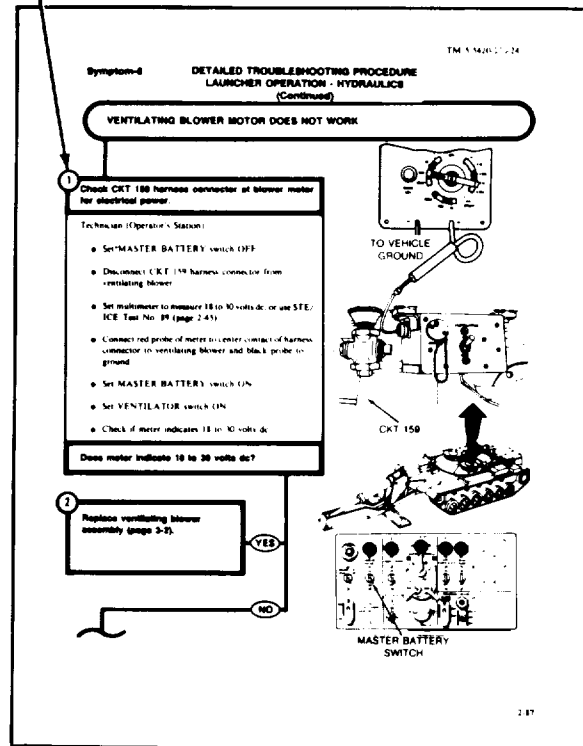 TM 5-5420-
Symptom-6
DETAILED TROUBLESHOOTING PROCEDURE
LAUNCHER OPERATION - HYDRAULICS
(Continued)
VENTILATING BLOWER MOTOR DOES NOT WORK
1
Check CKT 159 harness connector at blower motor
for electrical power.
Technician (Operator's Station)
Set MASTER BATTERY switch OFF
Disconnect CKT 159 harness connector from
ventilating blower
Set multimeter to measure 18 to 30 volts dc, or use STE/
ICE Test No. 89 (page 2-45)
Connect red probe of meter to center contact of harness
connector to ventilating blower and black probe to
ground
Set MASTER BATTERY switch ON
Set VENTILATOR switch ON
Check if meter indicates 18 to 30 volts dc
Does meter indicate 18 to 30 volts dc?
2
Replace ventilating blower
assembly (page 3-2).
YES
NO
TO VEHICLE
GROUND
CKT 159
MASTER BATTERY
SWITCH
2-87